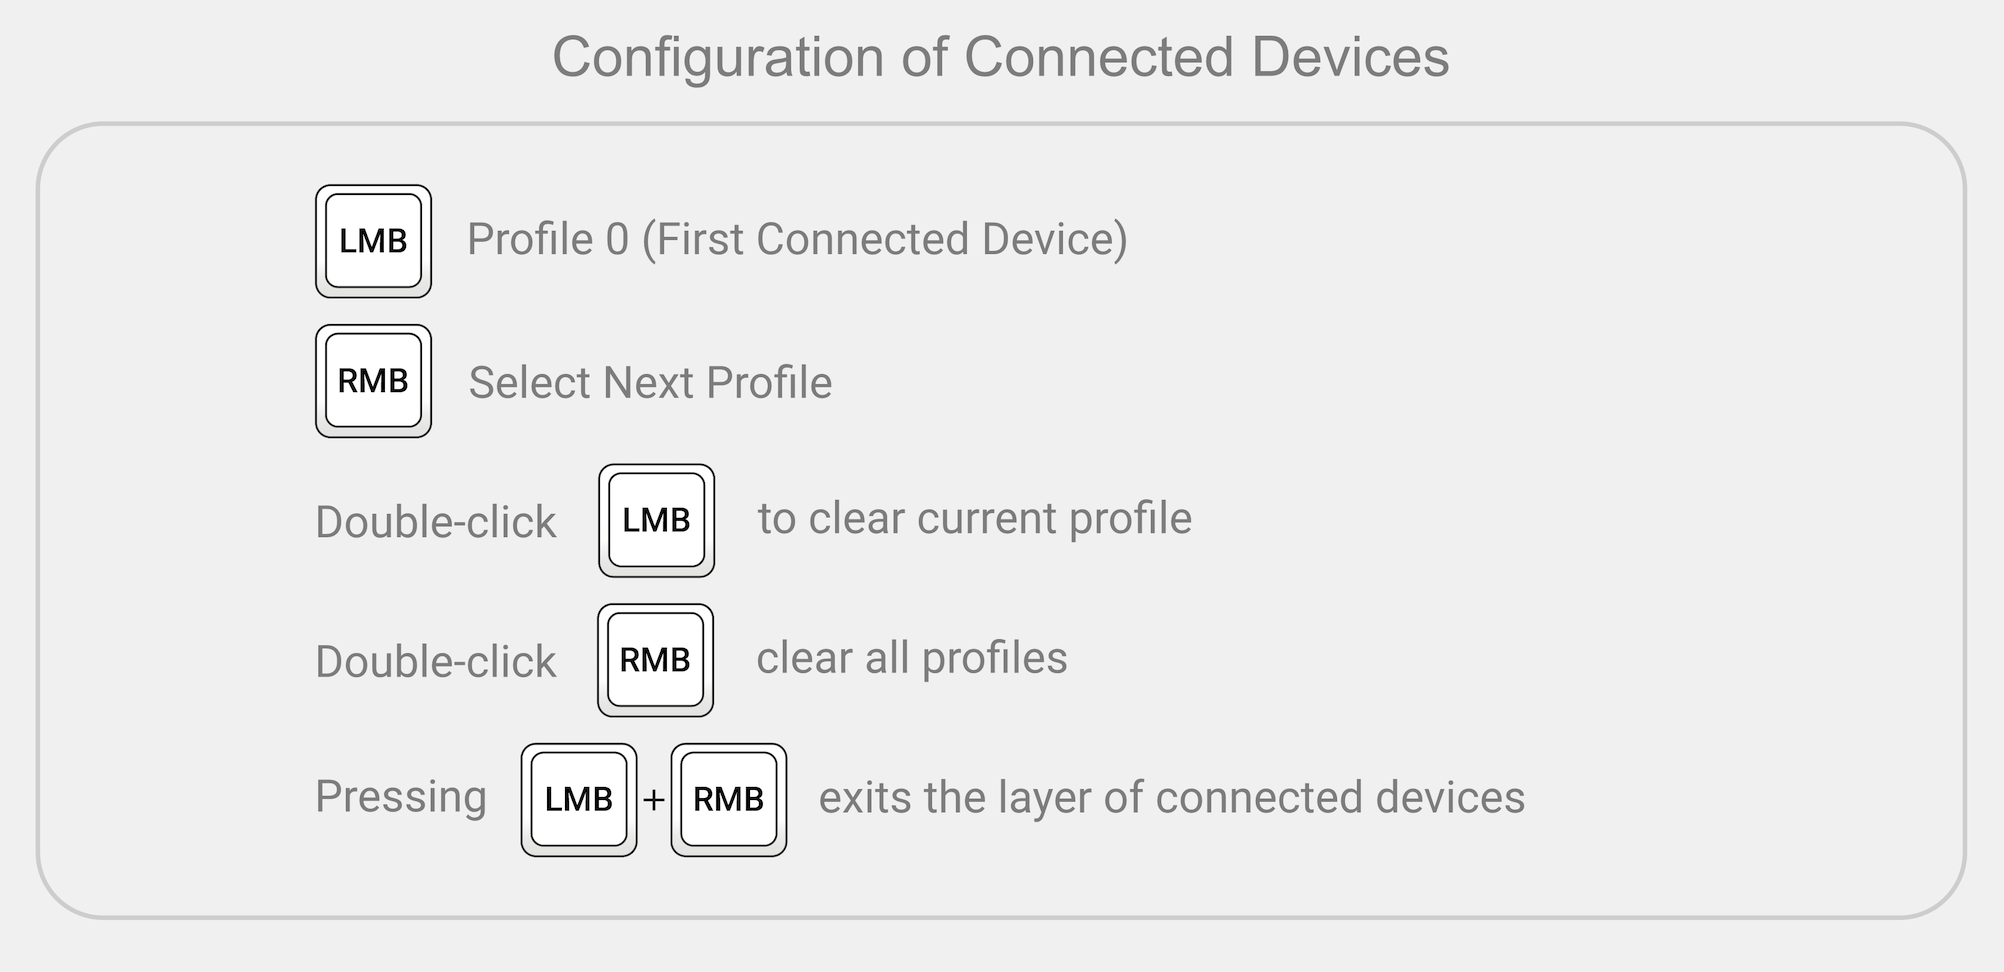 Configuration of Connected Devices
LMB Profile 0 (First Connected Device)
RMB Select Next Profile
Double-click LMB to clear current profile
Double-click RMB clear all profiles
Pressing LMB + RMB exits the layer of connected devices